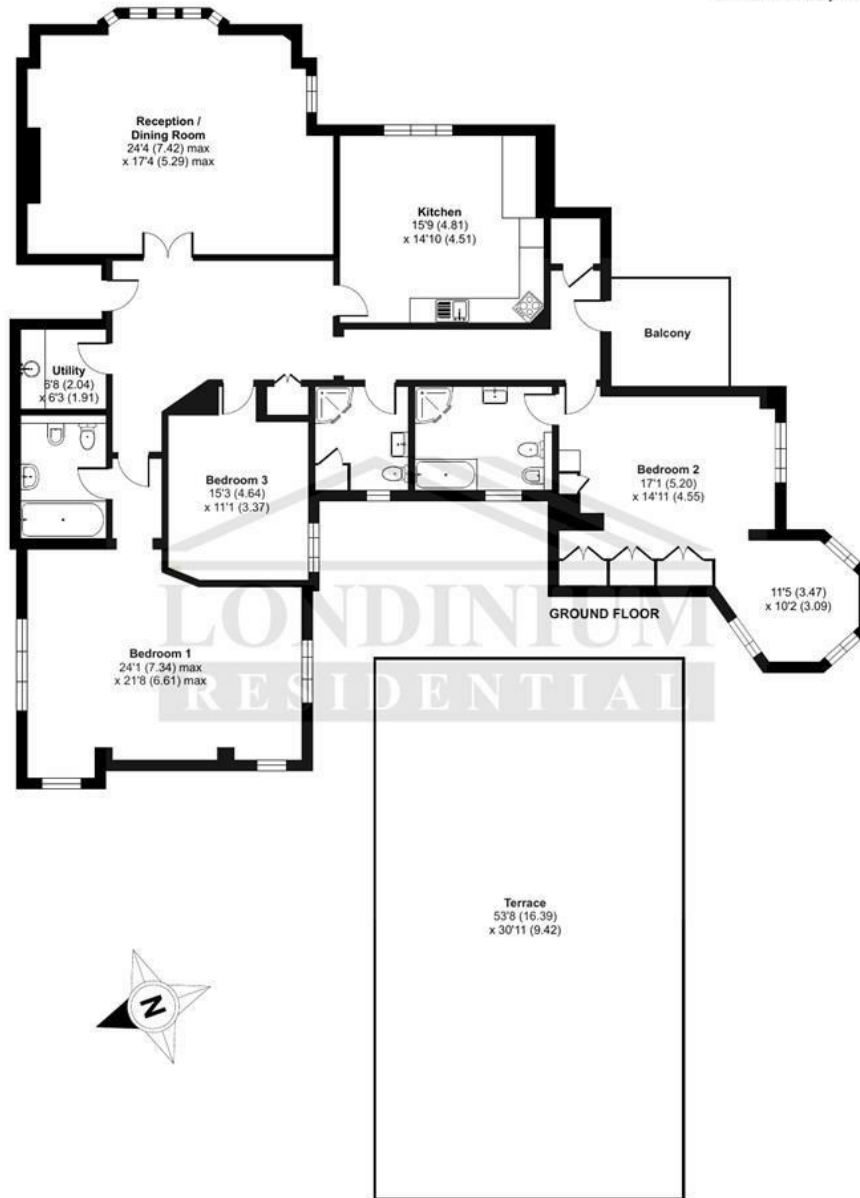 Reception /
Dining Room
24'4 (7.42) max
x 17'4 (5.29) max
Kitchen
15'9 (4.81)
x 14'10 (4.51)
Balcony
Utility
6'8 (2.04)
x 6'3 (1.91)
Bedroom 3
15'3 (4.64)
x 11'1 (3.37)
Bedroom 2
17'1 (5.20)
x 14'11 (4.55)
11'5 (3.47)
x 10'2 (3.09)
GROUND FLOOR
LONDINIUM
RESIDENTIAL
Bedroom 1
24'1 (7.34) max
x 21'8 (6.61) max
Terrace
53'8 (16.39)
x 30'11 (9.42)
N